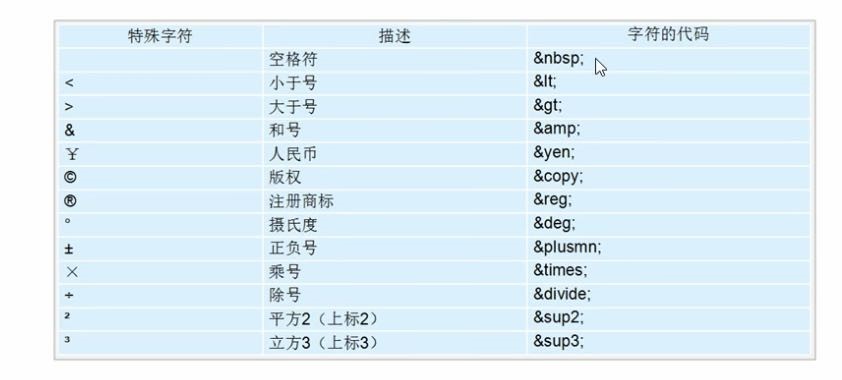 特殊字符 描述 字符的代码
空格符 &nbsp;
< 小于号 &lt;
> 大于号 &gt;
& 和号 &amp;
￥ 人民币 &yen;
© 版权 &copy;
® 注册商标 &reg;
° 摄氏度 &deg;
± 正负号 &plusmn;
× 乘号 &times;
÷ 除号 &divide;
² 平方2（上标2） &sup2;
³ 立方3（上标3） &sup3;